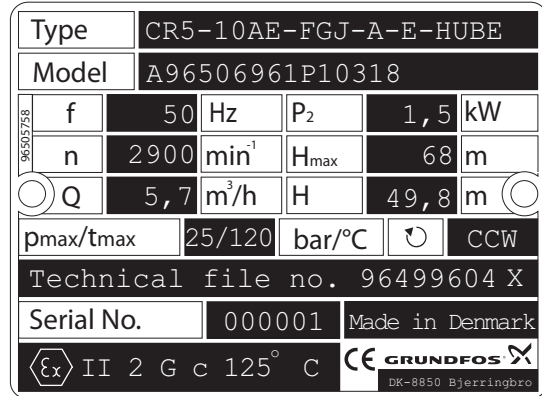 Type CR5-10AE-FGJ-A-E-HUBE
Model A96506961P10318
96505758
f 50 Hz P2 1,5 kW
n 2900 min-1 Hmax 68 m
Q 5,7 m3/h H 49,8 m
pmax/tmax 25/120 bar/°C CCW
Technical file no. 96499604 X
Serial No. 000001 Made in Denmark
Ex II 2 G c 125° C CE GRUNDFOS X
DK-8850 Bjerringbro